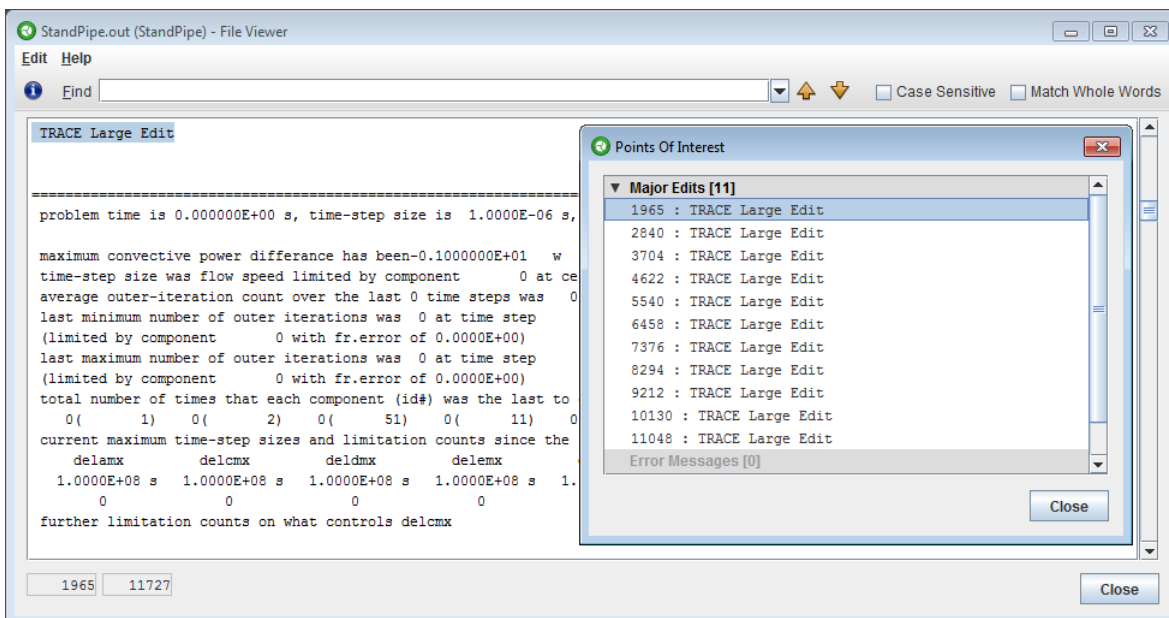 StandPipe.out (StandPipe) - File Viewer
Edit Help
Find
Case Sensitive
Match Whole Words
TRACE Large Edit
==================================================================
problem time is 0.000000E+00 s, time-step size is 1.0000E-06 s,
maximum convective power differance has been-0.1000000E+01 w
time-step size was flow speed limited by component 0 at ce
average outer-iteration count over the last 0 time steps was 0
last minimum number of outer iterations was 0 at time step
(limited by component 0 with fr.error of 0.0000E+00)
last maximum number of outer iterations was 0 at time step
(limited by component 0 with fr.error of 0.0000E+00)
total number of times that each component (id#) was the last to
0( 1) 0( 2) 0( 51) 0( 11) 0
current maximum time-step sizes and limitation counts since the
delamx delcmx deldmx delemx
1.0000E+08 s 1.0000E+08 s 1.0000E+08 s 1.0000E+08 s 1.
0 0 0 0
further limitation counts on what controls delcmx
Points Of Interest
Major Edits [11]
1965 : TRACE Large Edit
2840 : TRACE Large Edit
3704 : TRACE Large Edit
4622 : TRACE Large Edit
5540 : TRACE Large Edit
6458 : TRACE Large Edit
7376 : TRACE Large Edit
8294 : TRACE Large Edit
9212 : TRACE Large Edit
10130 : TRACE Large Edit
11048 : TRACE Large Edit
Error Messages [0]
Close
1965 11727
Close